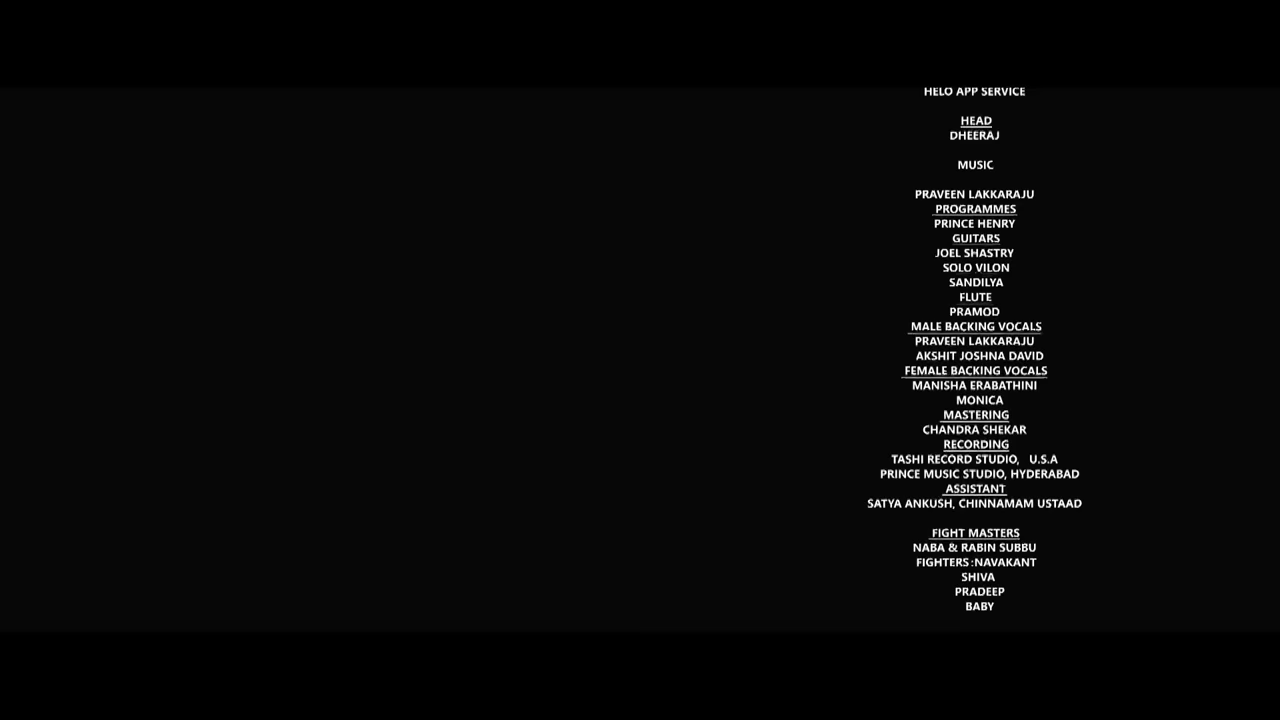 HELO APP SERVICE
HEAD
DHEERAJ
MUSIC
PRAVEEN LAKKARAJU
PROGRAMMES
PRINCE HENRY
GUITARS
JOEL SHASTRY
SOLO VILON
SANDILYA
FLUTE
PRAMOD
MALE BACKING VOCALS
PRAVEEN LAKKARAJU
AKSHIT JOSHNA DAVID
FEMALE BACKING VOCALS
MANISHA ERABATHINI
MONICA
MASTERING
CHANDRA SHEKAR
RECORDING
TASHI RECORD STUDIO, U.S.A
PRINCE MUSIC STUDIO, HYDERABAD
ASSISTANT
SATYA ANKUSH, CHINNAMAM USTAAD
FIGHT MASTERS
NABA & RABIN SUBBU
FIGHTERS:NAVAKANT
SHIVA
PRADEEP
BABY